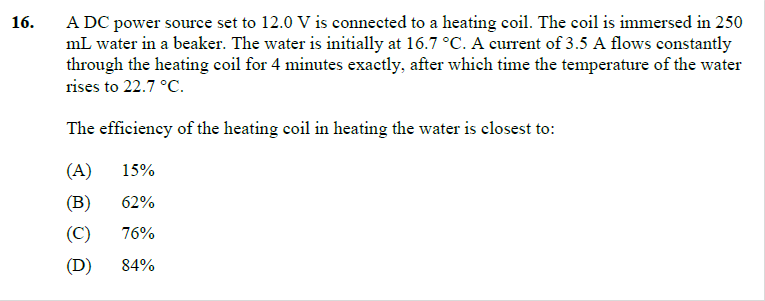 16. A DC power source set to 12.0 V is connected to a heating coil. The coil is immersed in 250
mL water in a beaker. The water is initially at 16.7 °C. A current of 3.5 A flows constantly
through the heating coil for 4 minutes exactly, after which time the temperature of the water
rises to 22.7 °C.
The efficiency of the heating coil in heating the water is closest to:
(A) 15%
(B) 62%
(C) 76%
(D) 84%